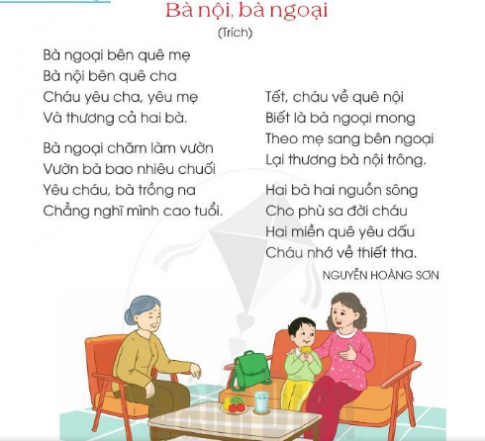 Bà nội, bà ngoại
(Trích)
Bà ngoại bên quê mẹ
Bà nội bên quê cha
Cháu yêu cha, yêu mẹ
Và thương cả hai bà.
Bà ngoại chăm làm vườn
Vườn bà bao nhiêu chuối
Yêu cháu, bà trồng na
Chẳng nghĩ mình cao tuổi.
Tết, cháu về quê nội
Biết là bà ngoại mong
Theo mẹ sang bên ngoại
Lại thương bà nội trông.
Hai bà hai nguồn sông
Cho phù sa đời cháu
Hai miền quê yêu dấu
Cháu nhớ về thiết tha.
NGUYỄN HOÀNG SƠN